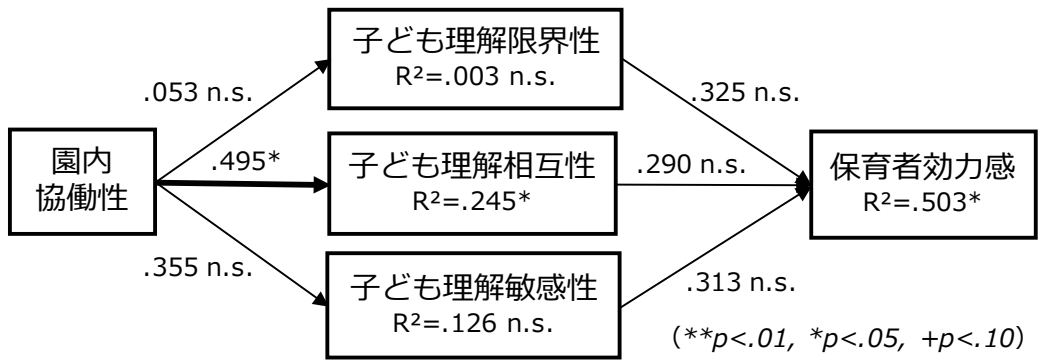 子ども理解限界性
R²=.003 n.s.
.053 n.s.
.325 n.s.
園内
協働性
.495*
子ども理解相互性
R²=.245*
.290 n.s.
保育者効力感
R²=.503*
.355 n.s.
子ども理解敏感性
R²=.126 n.s.
.313 n.s.
(**p<.01, *p<.05, +p<.10)